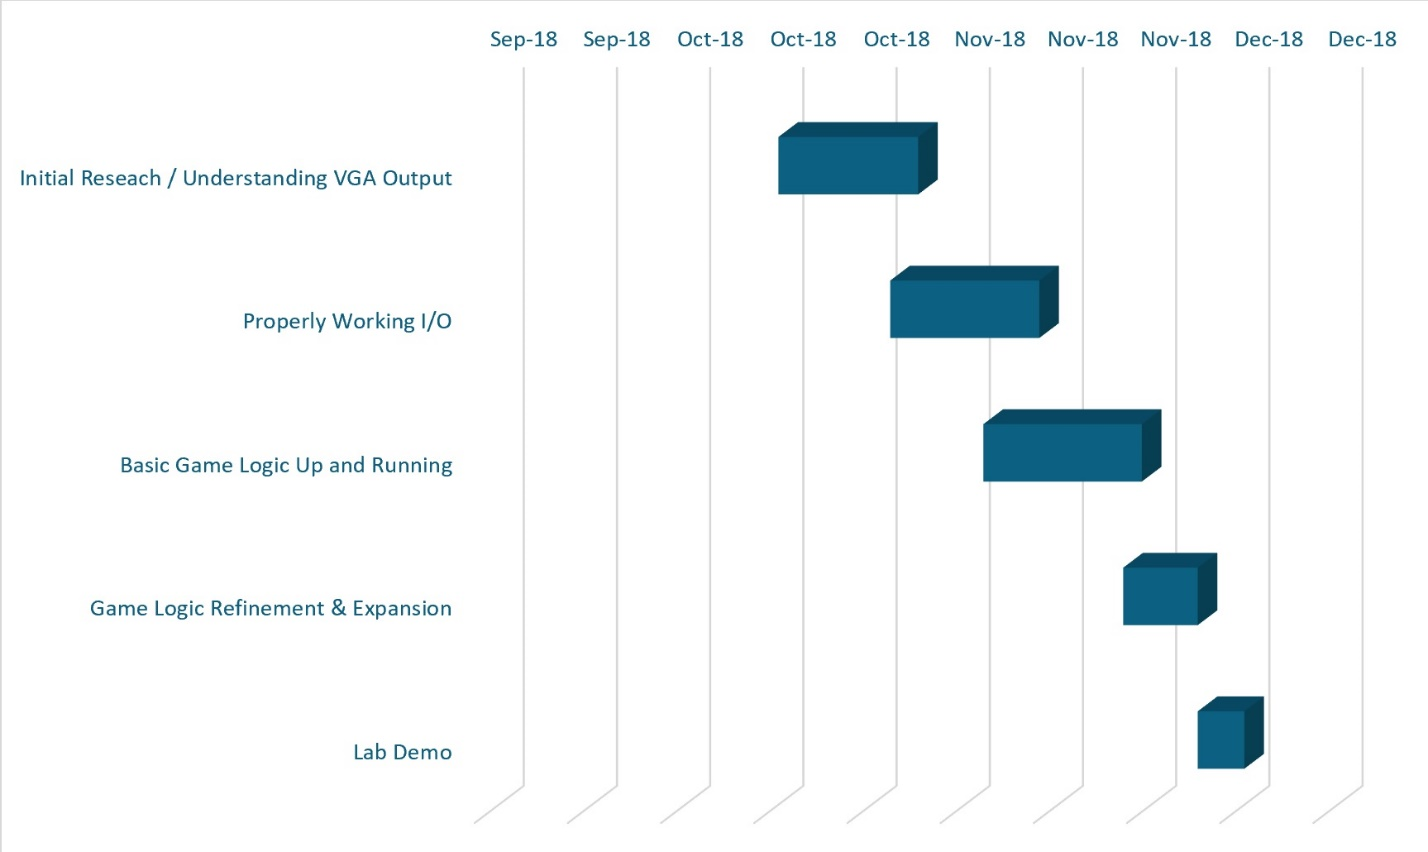 Sep-18 Sep-18 Oct-18 Oct-18 Oct-18 Nov-18 Nov-18 Nov-18 Dec-18 Dec-18
Initial Reseach / Understanding VGA Output
Properly Working I/O
Basic Game Logic Up and Running
Game Logic Refinement & Expansion
Lab Demo